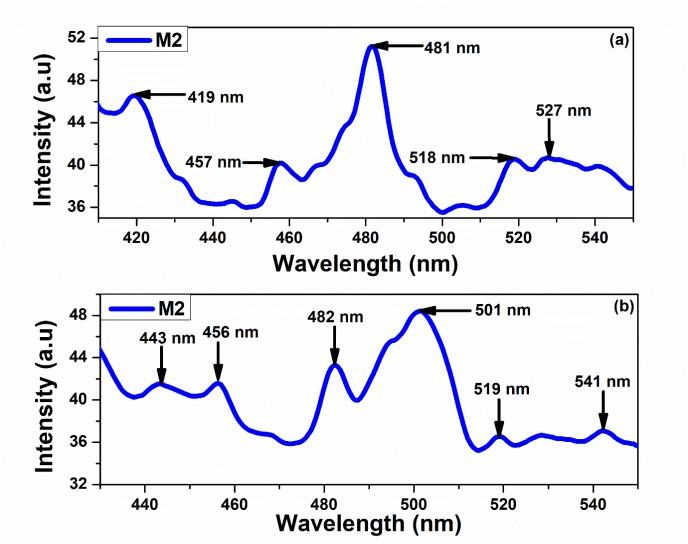 M2
(a)
481 nm
419 nm
527 nm
457 nm
518 nm
52
48
44
40
36
Intensity (a.u)
420 440 460 480 500 520 540
Wavelength (nm)
M2
(b)
501 nm
482 nm
443 nm
456 nm
519 nm
541 nm
48
44
40
36
32
Intensity (a.u)
440 460 480 500 520 540
Wavelength (nm)